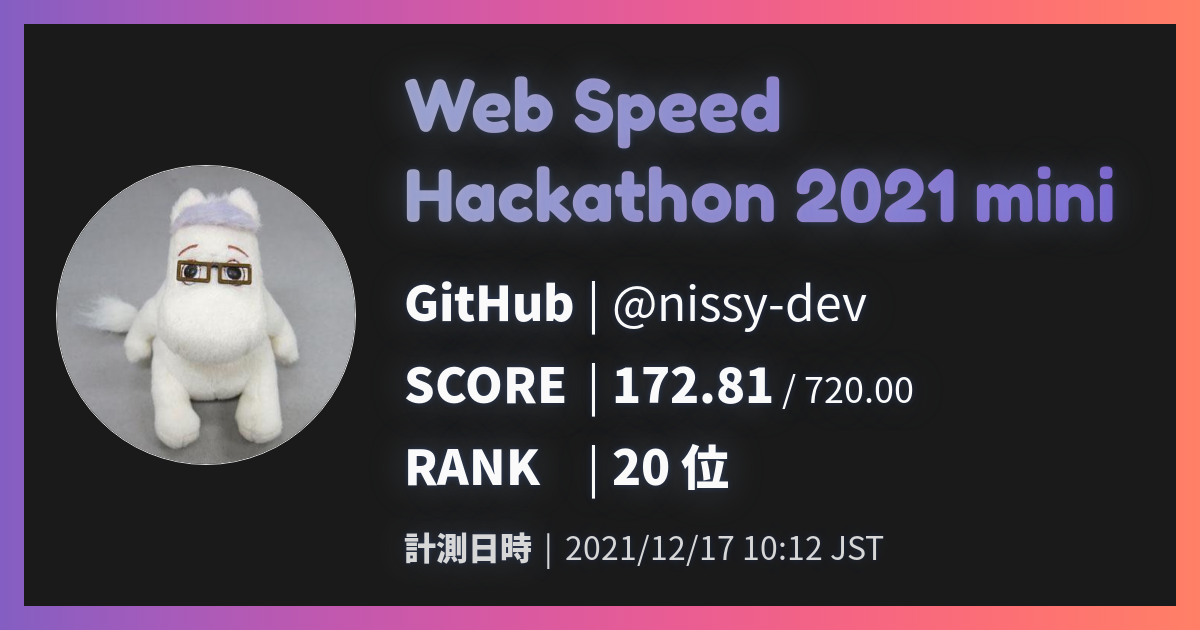 Web Speed
Hackathon 2021 mini
GitHub | @nissy-dev
SCORE | 172.81 / 720.00
RANK | 20 位
計測日時 | 2021/12/17 10:12 JST